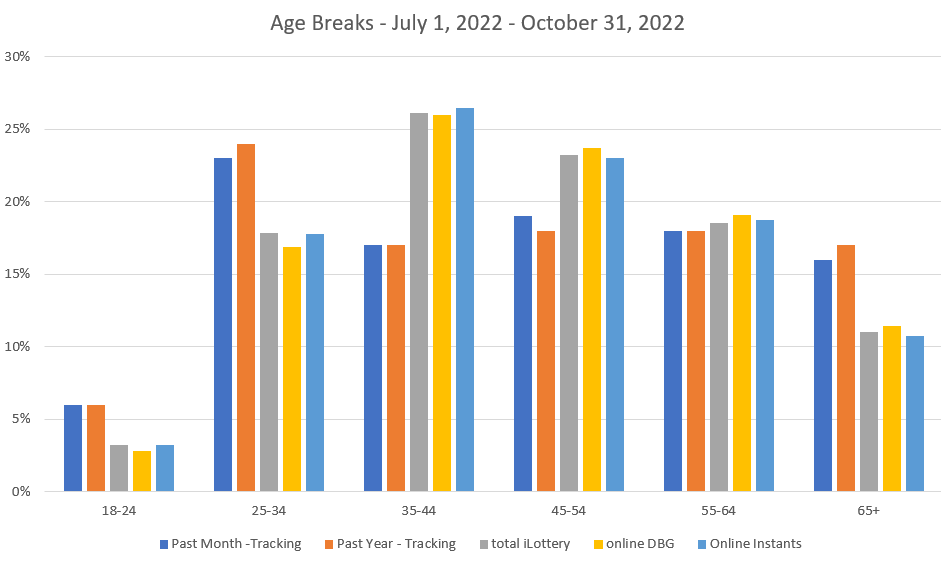 Age Breaks - July 1, 2022 - October 31, 2022
30%
25%
20%
15%
10%
5%
0%
18-24 25-34 35-44 45-54 55-64 65+
Past Month -Tracking Past Year - Tracking total iLottery online DBG Online Instants